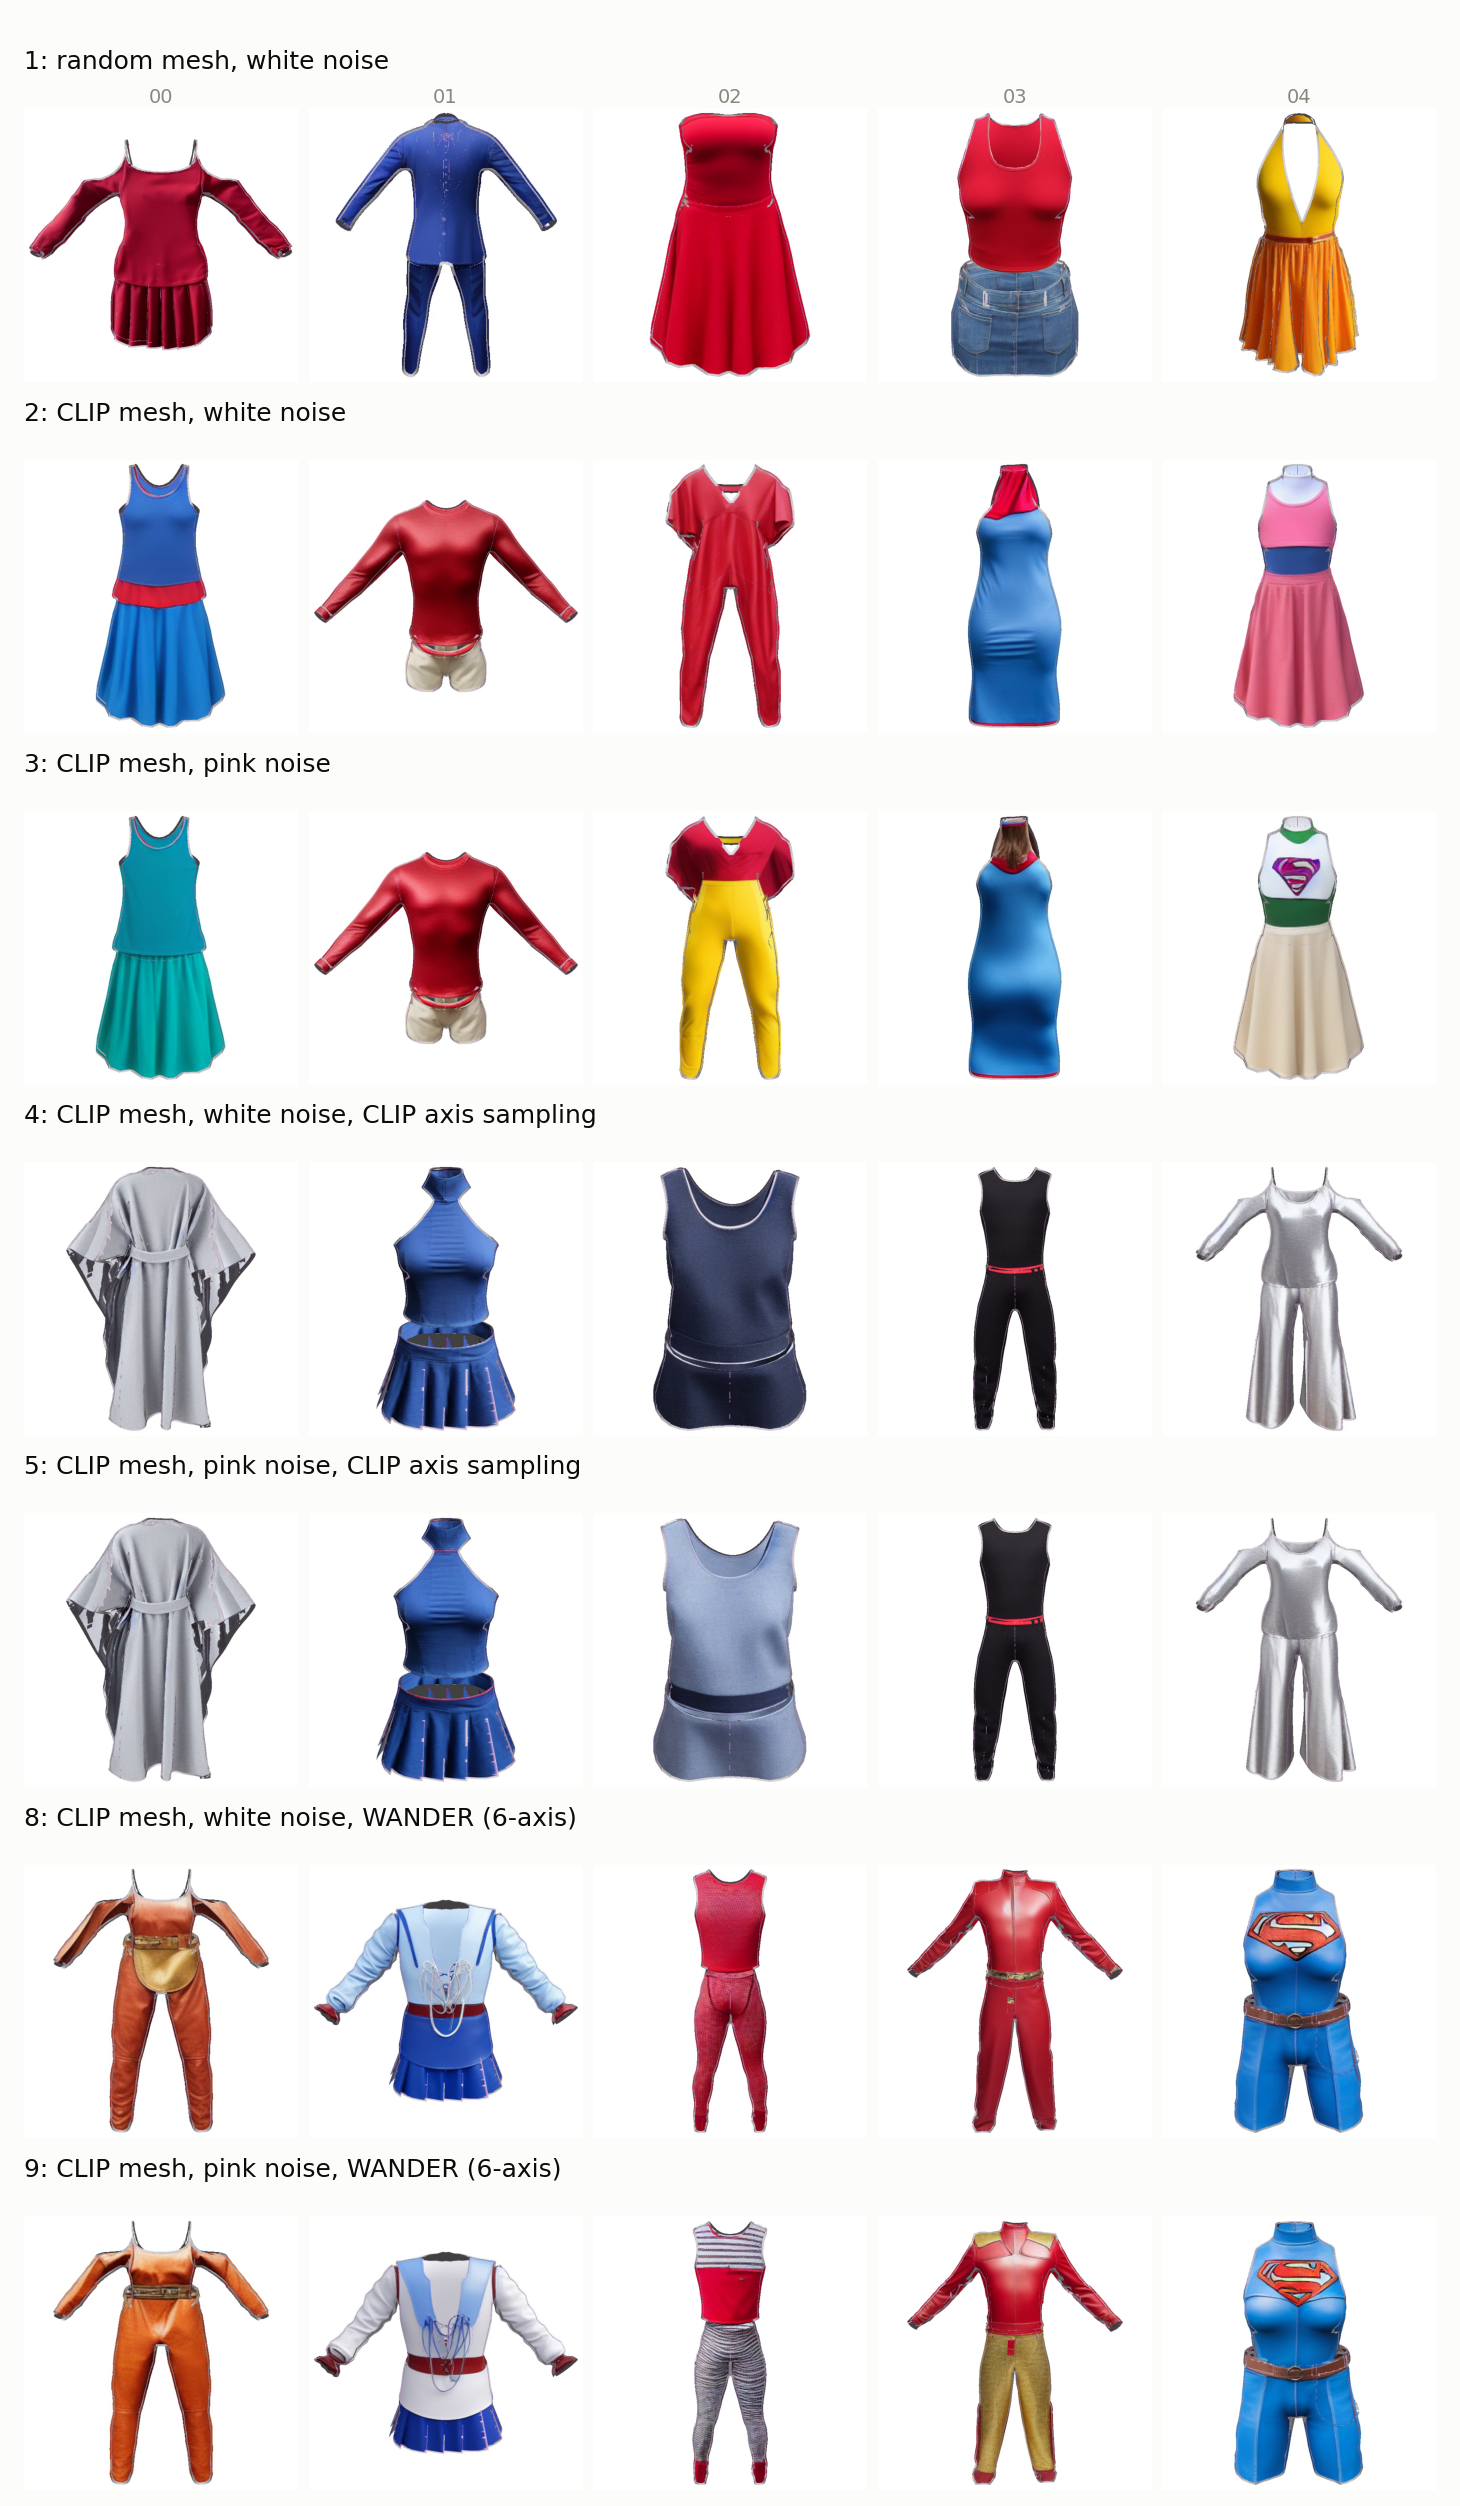 1: random mesh, white noise
00 01 02 03 04
2: CLIP mesh, white noise
3: CLIP mesh, pink noise
4: CLIP mesh, white noise, CLIP axis sampling
5: CLIP mesh, pink noise, CLIP axis sampling
8: CLIP mesh, white noise, WANDER (6-axis)
9: CLIP mesh, pink noise, WANDER (6-axis)